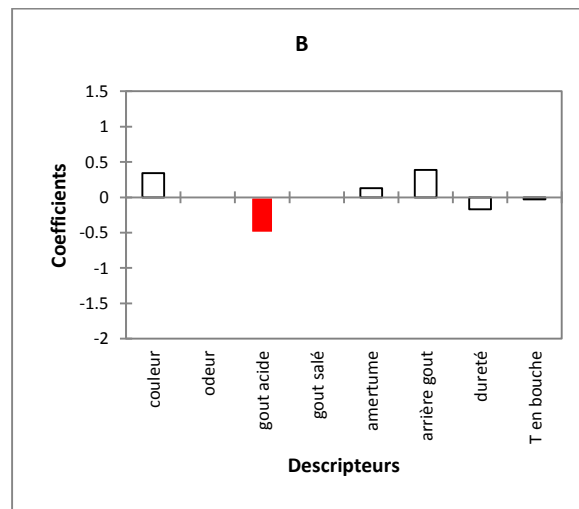 B
1.5
1
0.5
0
-0.5
-1
-1.5
-2
Coefficients
couleur
odeur
gout acide
gout salé
amertume
arrière gout
dureté
T en bouche
Descripteurs